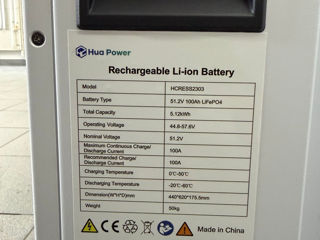 Hua Power
Rechargeable Li-ion Battery
Model HCRESS2303
Battery Type 51.2V 100Ah LiFePO4
Total Capacity 5.12kWh
Operating Voltage 44.8-57.6V
Nominal Voltage 51.2V
Maximum Continuous Charge/
Discharge Current 100A
Recommended Charge/
Discharge Current 100A
Charging Temperature 0°C~50°C
Discharging Temperature -20°C~60°C
Dimension(W*H*D)mm 440*620*175.5mm
Weight 50kg
CE Made in China